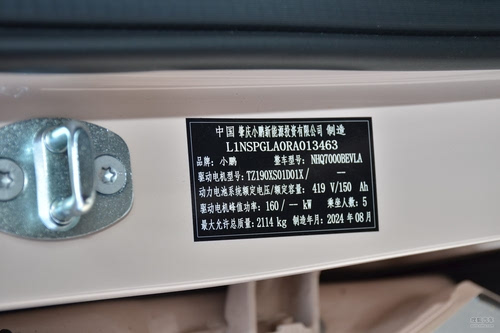 中国 肇庆小鹏新能源投资有限公司 制造
L1NSPGLA0RA013463
品牌：小鹏 整车型号：NHQ7000BEVLA
驱动电机型号：TZ190XS01D01X /—
动力电池系统额定电压/额定容量： 419 V/150 Ah
驱动电机峰值功率：160 /— kW 乘坐人数：5
最大允许总质量：2114 kg 制造年月：2024 年 08 月